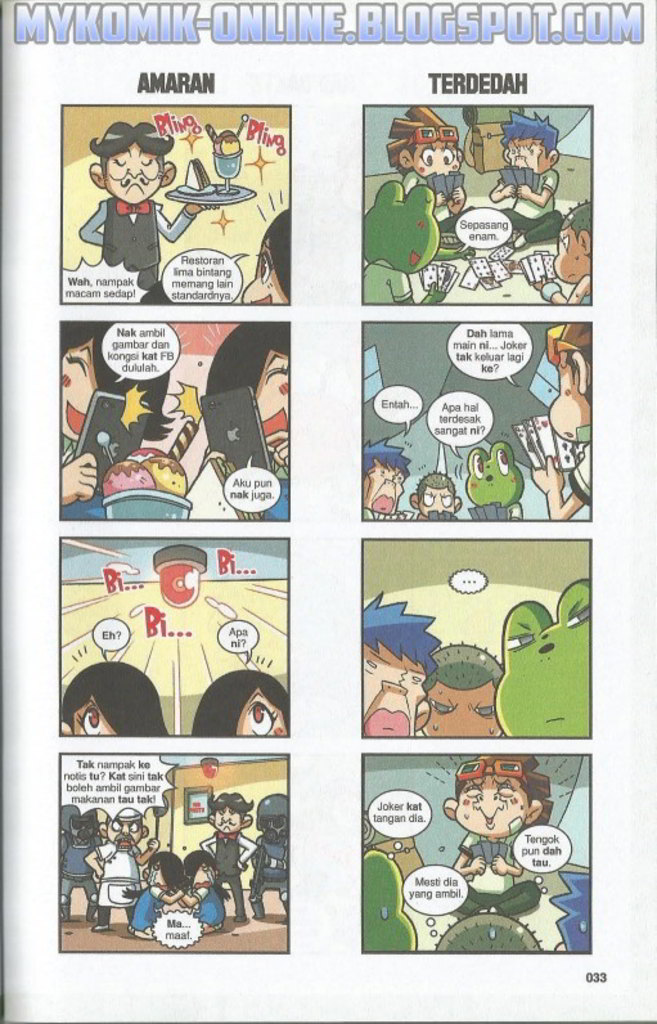 MYKOMIK-ONLINE.BLOGSPOT.COM
AMARAN
Bling
Bling
Wah, nampak
macam sedap!
Restoran
lima bintang
memang lain
standardnya.
Nak ambil
gambar dan
kongsi kat FB
dululah.
Aku pun
nak juga.
Bi...
Bi...
Bi...
Eh?
Apa
ni?
Tak nampak ke
notis tu? Kat sini tak
boleh ambil gambar
makanan tau tak!
Ma...
maaf.
TERDEDAH
Sepasang
enam.
Dah lama
main ni... Joker
tak keluar lagi
ke?
Entah...
Apa hal
terdesak
sangat ni?
...
Joker kat
tangan dia.
Tengok
pun dah
tau.
Mesti dia
yang ambil.
033